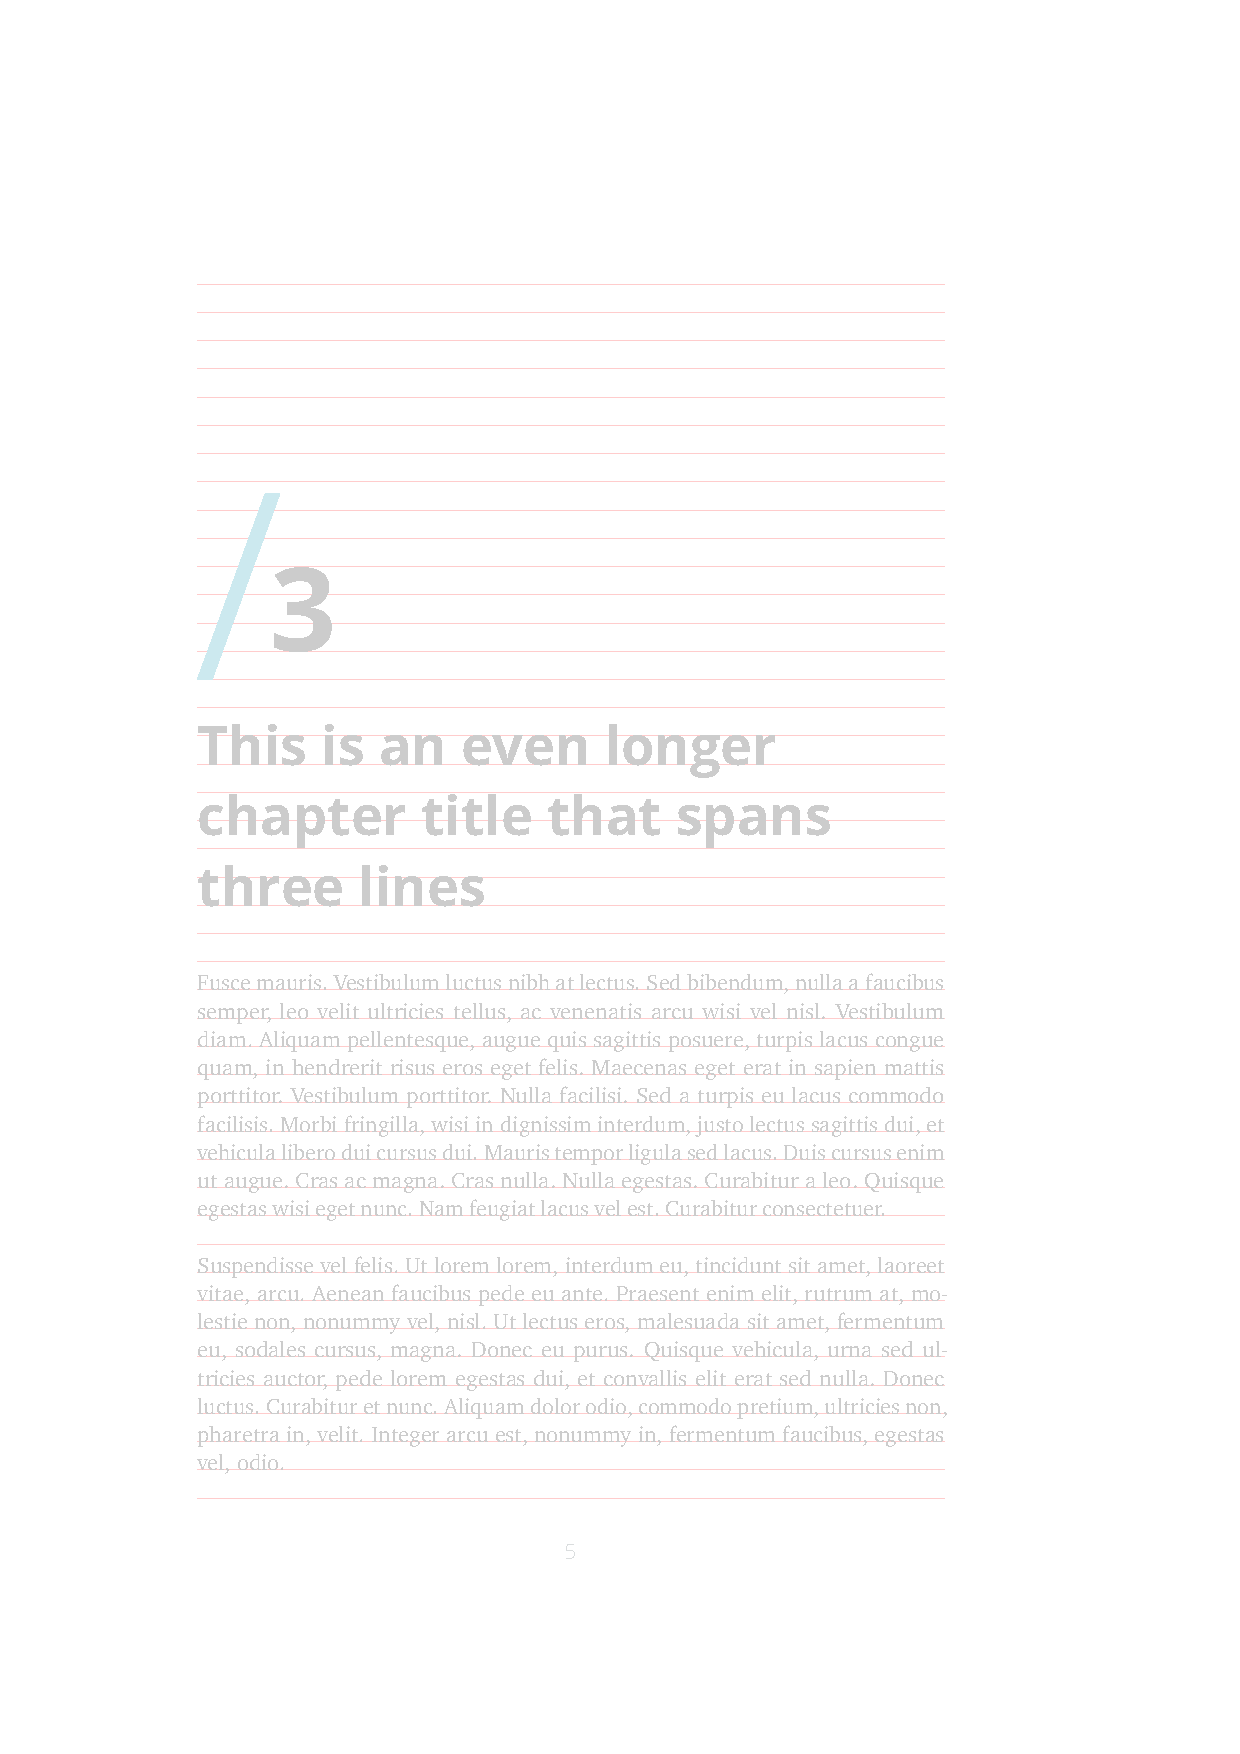 3
This is an even longer
chapter title that spans
three lines
Fusce mauris. Vestibulum luctus nibh at lectus. Sed bibendum, nulla a faucibus
semper, leo velit ultricies tellus, ac venenatis arcu wisi vel nisl. Vestibulum
diam. Aliquam pellentesque, augue quis sagittis posuere, turpis lacus congue
quam, in hendrerit risus eros eget felis. Maecenas eget erat in sapien mattis
porttitor. Vestibulum porttitor. Nulla facilisi. Sed a turpis eu lacus commodo
facilisis. Morbi fringilla, wisi in dignissim interdum, justo lectus sagittis dui, et
vehicula libero dui cursus dui. Mauris tempor ligula sed lacus. Duis cursus enim
ut augue. Cras ac magna. Cras nulla. Nulla egestas. Curabitur a leo. Quisque
egestas wisi eget nunc. Nam feugiat lacus vel est. Curabitur consectetuer.
Suspendisse vel felis. Ut lorem lorem, interdum eu, tincidunt sit amet, laoreet
vitae, arcu. Aenean faucibus pede eu ante. Praesent enim elit, rutrum at, mo-
lestie non, nonummy vel, nisl. Ut lectus eros, malesuada sit amet, fermentum
eu, sodales cursus, magna. Donec eu purus. Quisque vehicula, urna sed ul-
tricies auctor, pede lorem egestas dui, et convallis elit erat sed nulla. Donec
luctus. Curabitur et nunc. Aliquam dolor odio, commodo pretium, ultricies non,
pharetra in, velit. Integer arcu est, nonummy in, fermentum faucibus, egestas
vel, odio.
5